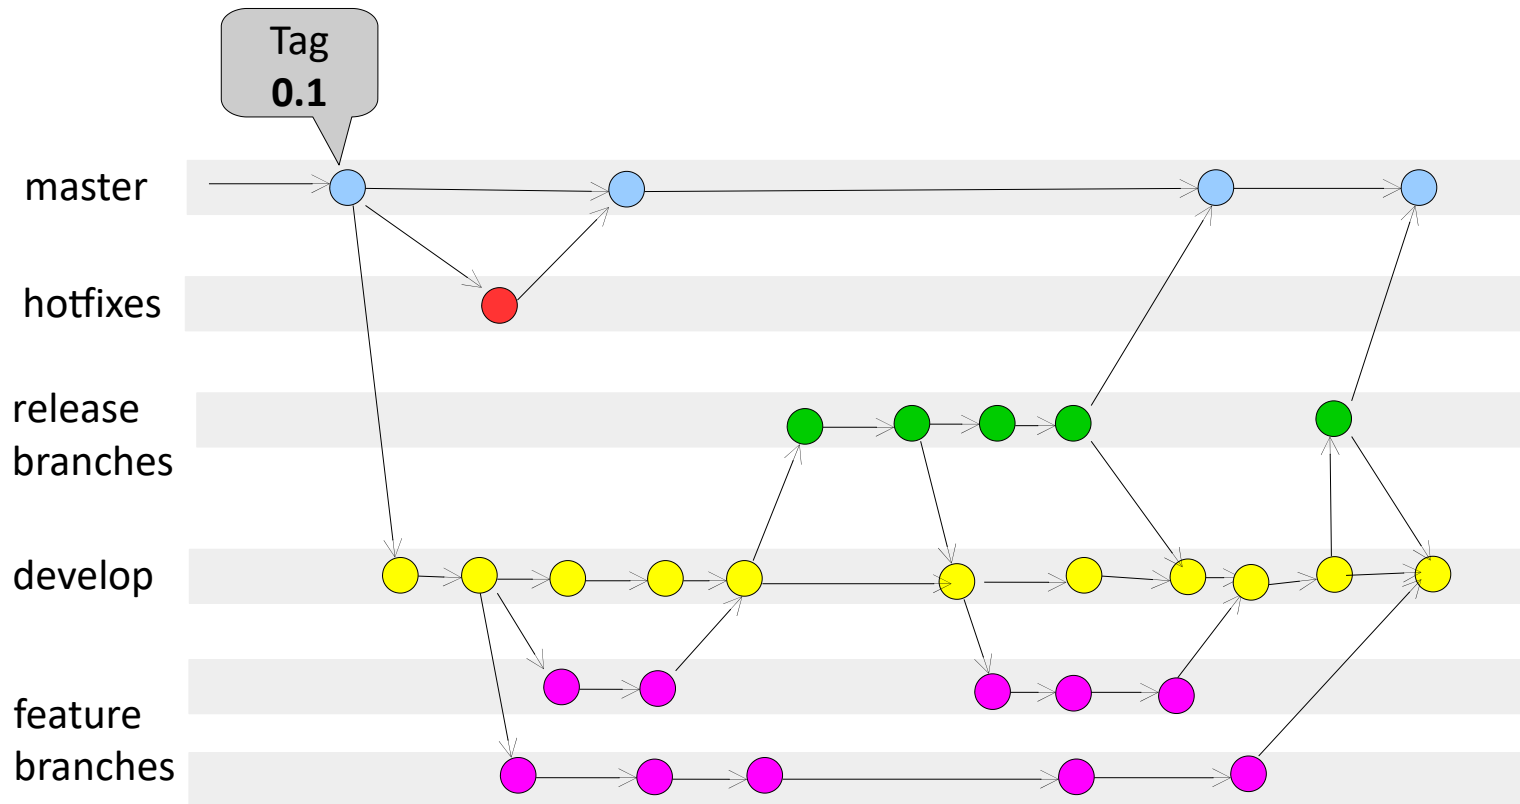 Tag
0.1
master
hotfixes
release
branches
develop
feature
branches